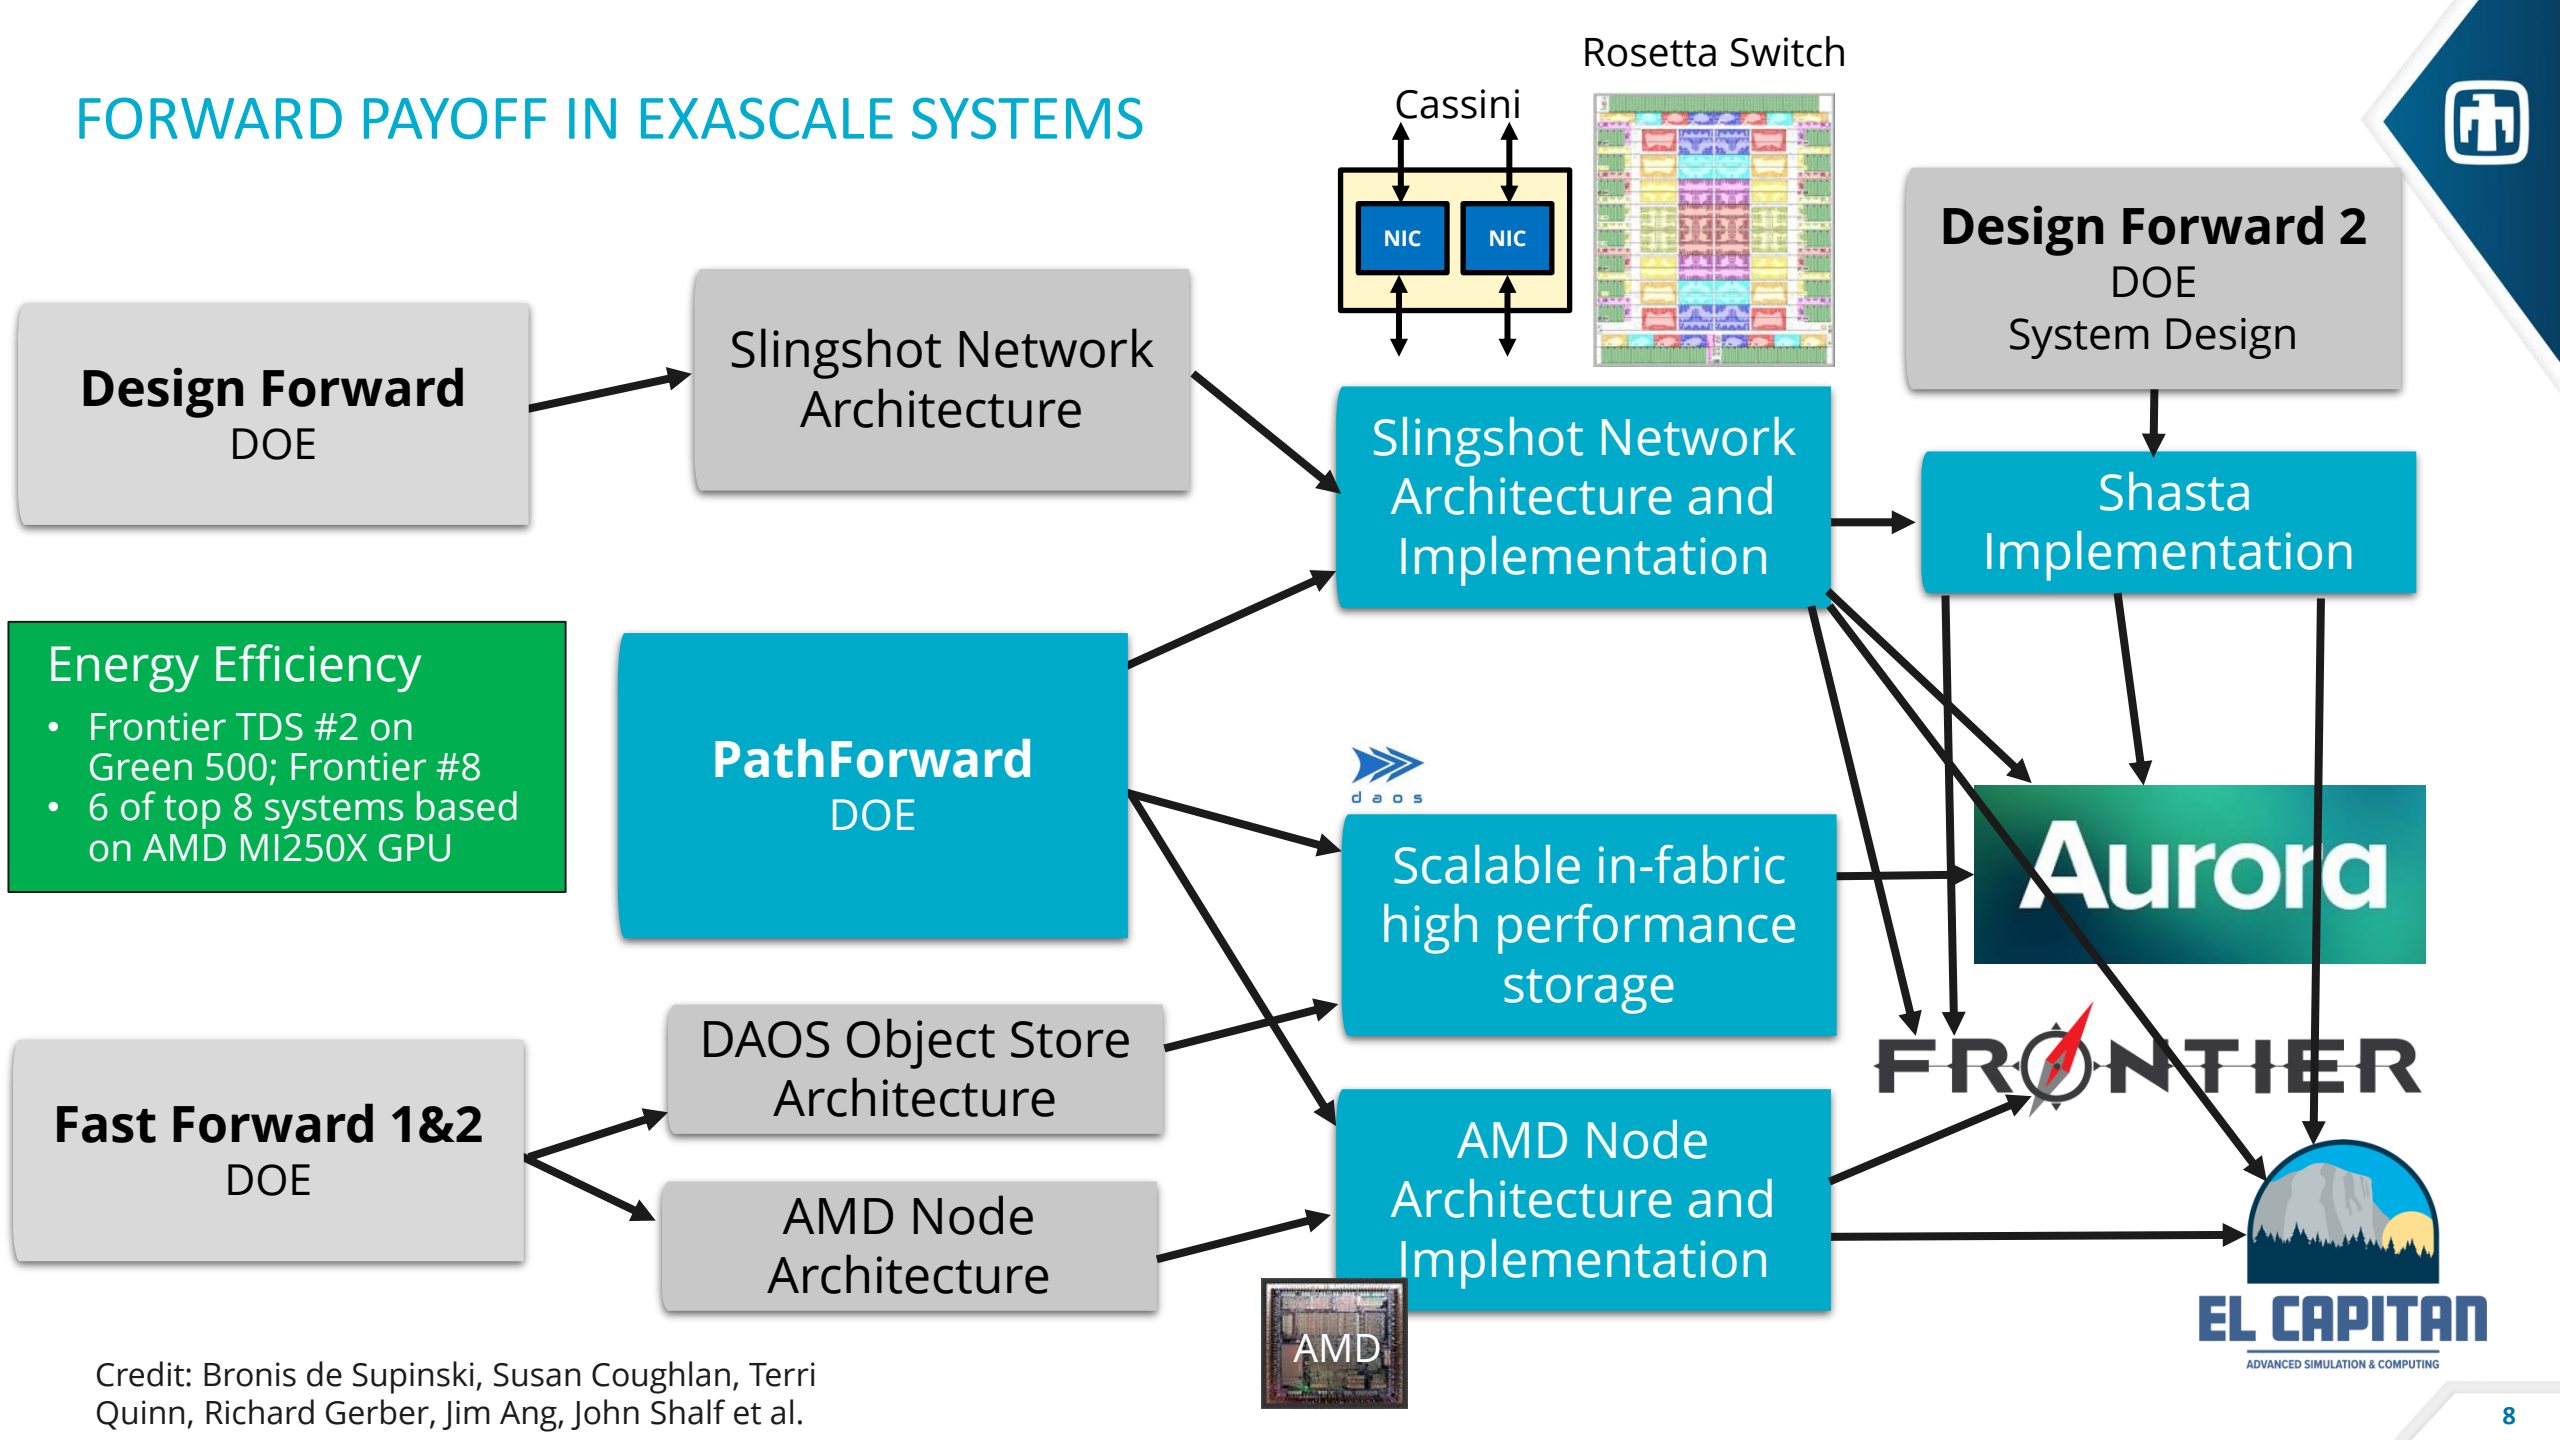 FORWARD PAYOFF IN EXASCALE SYSTEMS
Rosetta Switch
Cassini
NIC
NIC
Design Forward 2
DOE
System Design
Design Forward
DOE
Slingshot Network
Architecture
Slingshot Network
Architecture and
Implementation
Shasta
Implementation
Energy Efficiency
• Frontier TDS #2 on
Green 500; Frontier #8
• 6 of top 8 systems based
on AMD MI250X GPU
PathForward
DOE
daos
Scalable in-fabric
high performance
storage
Aurora
FRONTIER
Fast Forward 1&2
DOE
DAOS Object Store
Architecture
AMD Node
Architecture
AMD Node
Architecture and
Implementation
AMD
EL CAPITAN
ADVANCED SIMULATION & COMPUTING
Credit: Bronis de Supinski, Susan Coughlan, Terri
Quinn, Richard Gerber, Jim Ang, John Shalf et al.
8